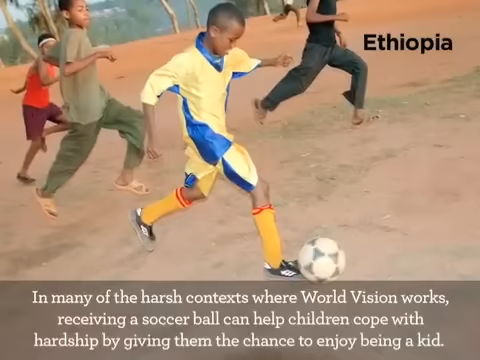 Ethiopia
In many of the harsh contexts where World Vision works,
receiving a soccer ball can help children cope with
hardship by giving them the chance to enjoy being a kid.